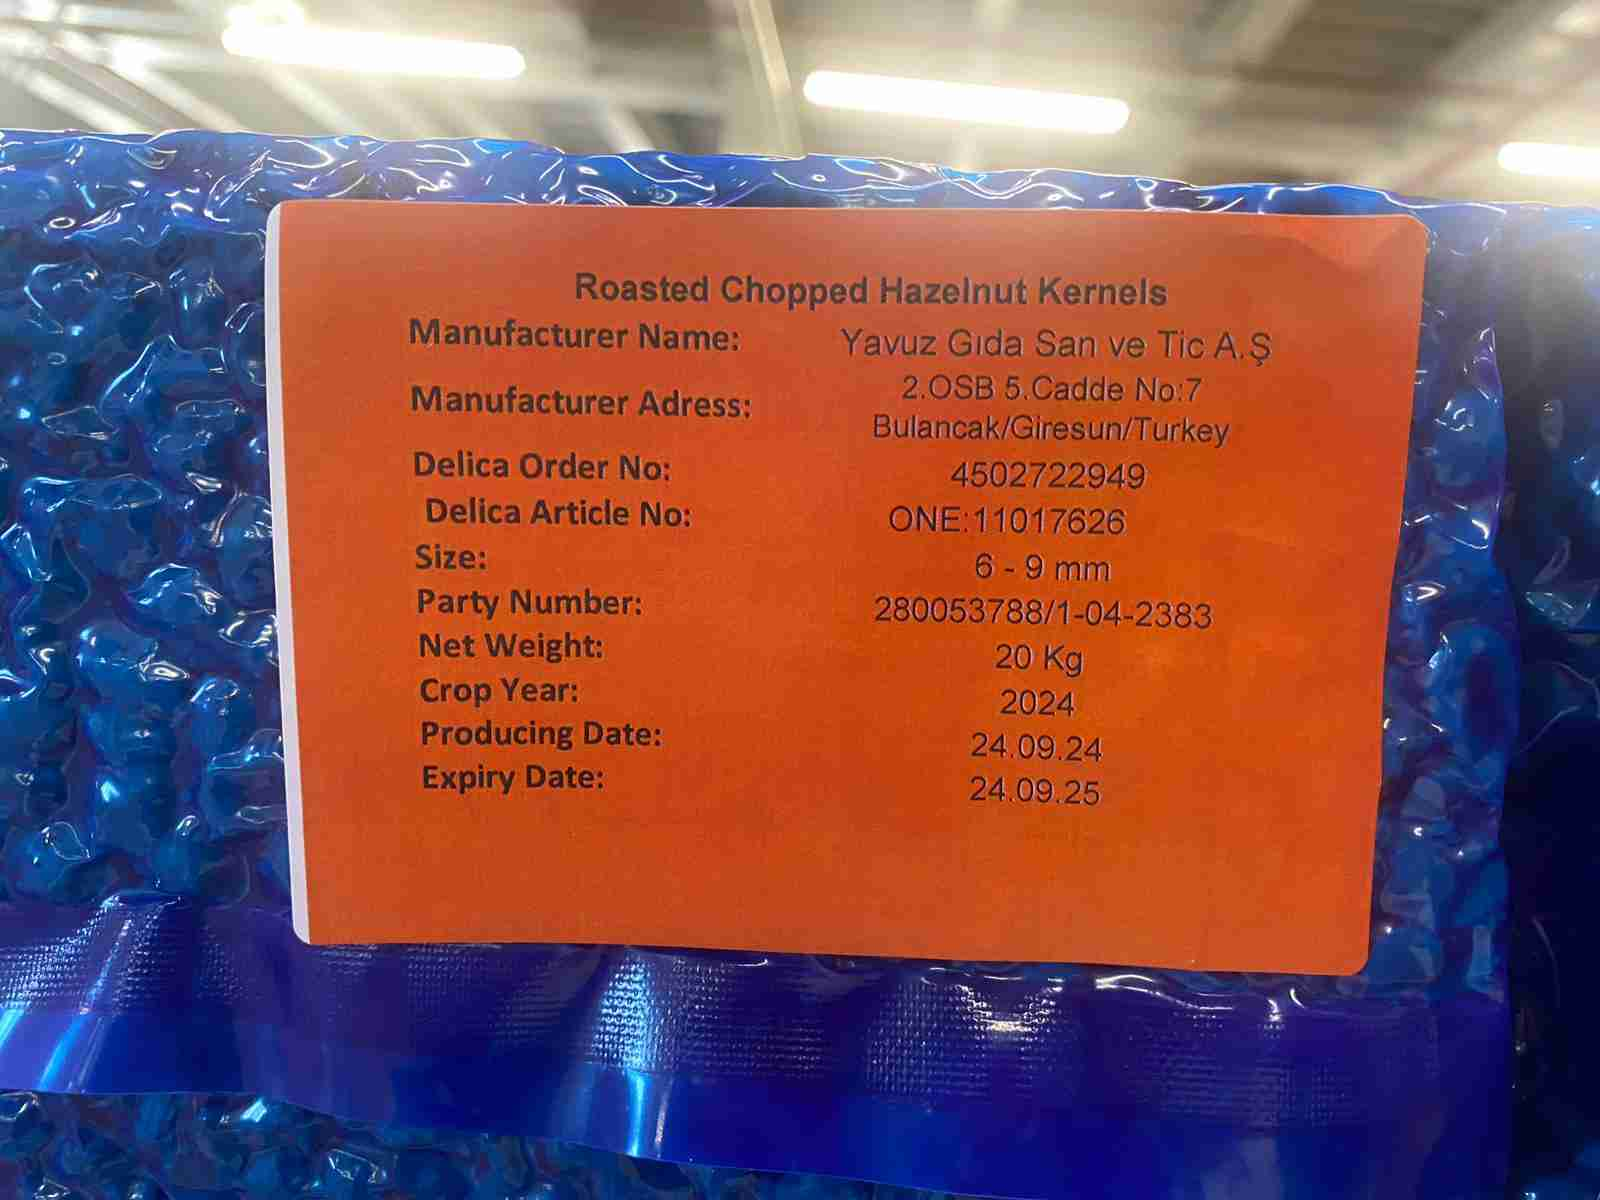 Roasted Chopped Hazelnut Kernels
Manufacturer Name: Yavuz Gıda San ve Tic A.Ş
Manufacturer Adress: 2.OSB 5.Cadde No:7
Bulancak/Giresun/Turkey
Delica Order No: 4502722949
Delica Article No: ONE:11017626
Size: 6 - 9 mm
Party Number: 280053788/1-04-2383
Net Weight: 20 Kg
Crop Year: 2024
Producing Date: 24.09.24
Expiry Date: 24.09.25